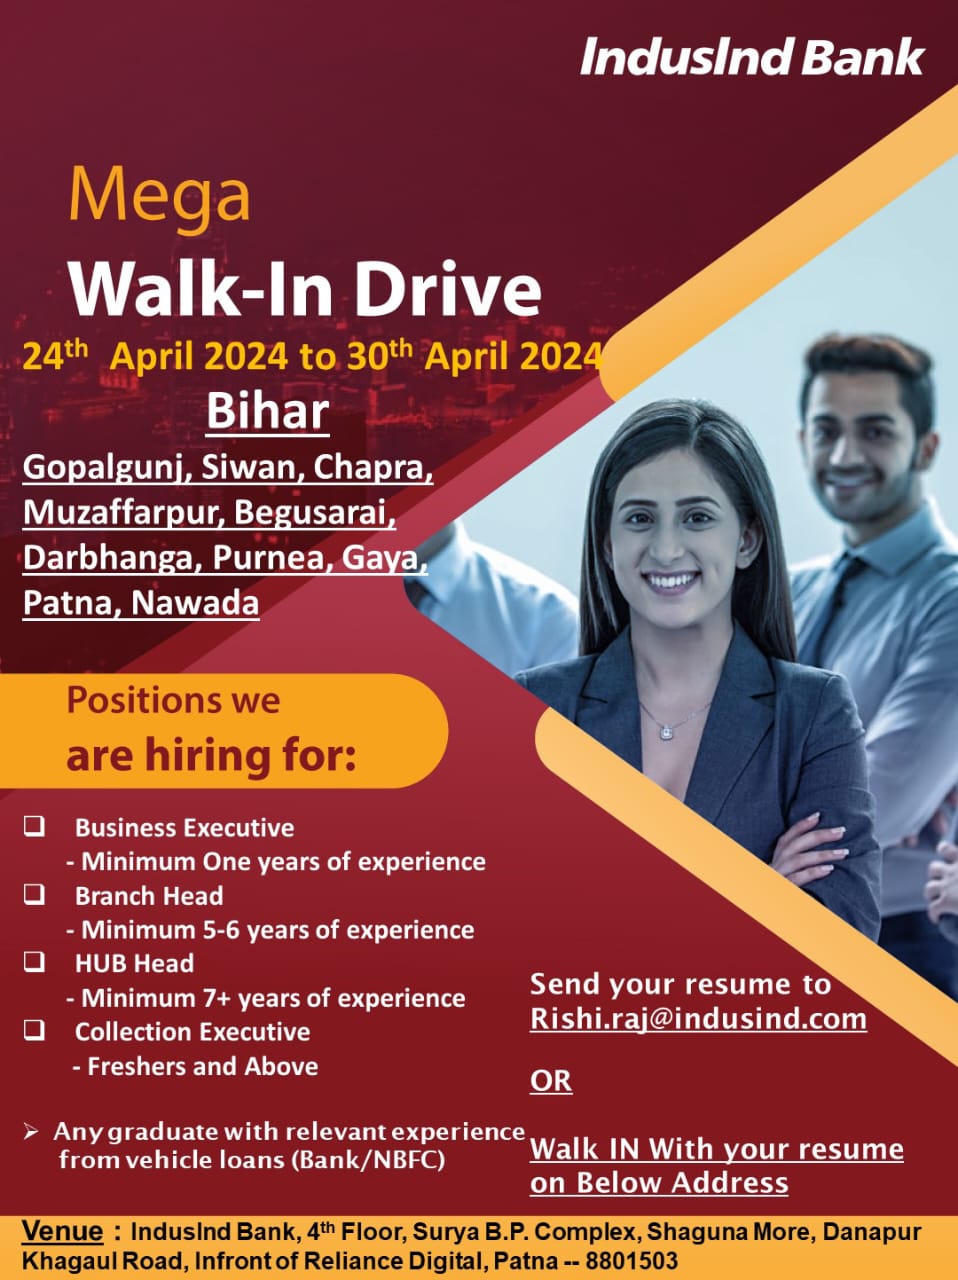 IndusInd Bank
Mega
Walk-In Drive
24th April 2024 to 30th April 2024
Bihar
Gopalgunj, Siwan, Chapra,
Muzaffarpur, Begusarai,
Darbhanga, Purnea, Gaya,
Patna, Nawada
Positions we
are hiring for:
❑ Business Executive
- Minimum One years of experience
❑ Branch Head
- Minimum 5-6 years of experience
❑ HUB Head
- Minimum 7+ years of experience
❑ Collection Executive
- Freshers and Above
➢ Any graduate with relevant experience
from vehicle loans (Bank/NBFC)
Send your resume to
Rishi.raj@indusind.com
OR
Walk IN With your resume
on Below Address
Venue : IndusInd Bank, 4th Floor, Surya B.P. Complex, Shaguna More, Danapur
Khagaul Road, Infront of Reliance Digital, Patna -- 8801503